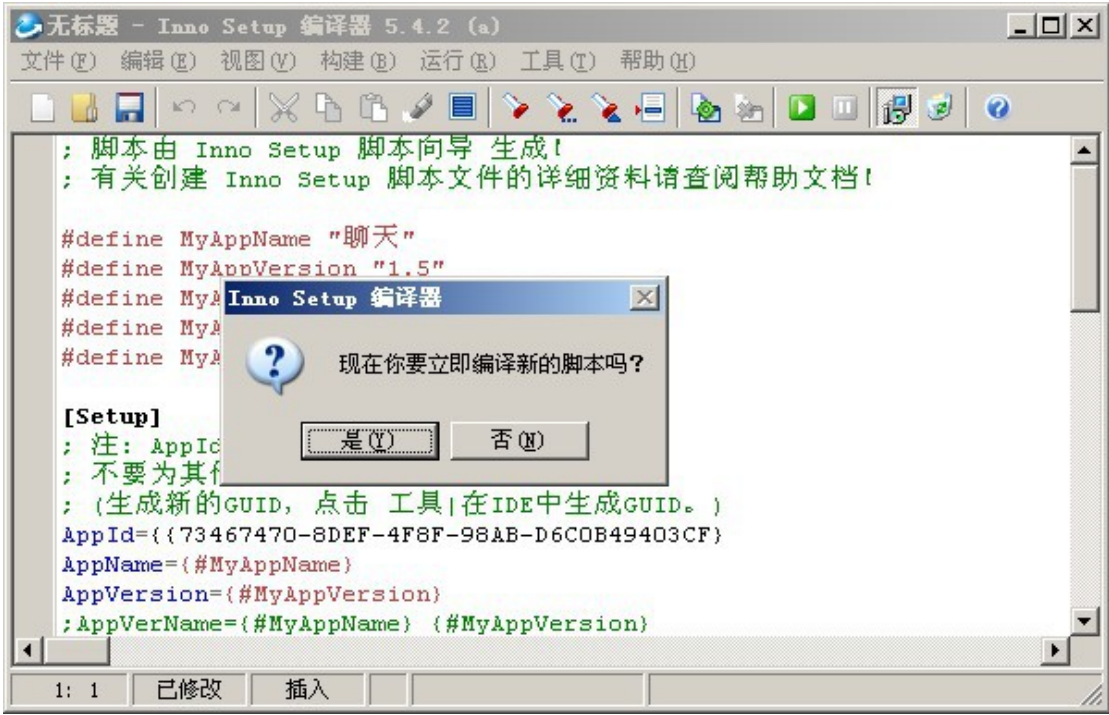 无标题 - Inno Setup 编译器 5.4.2 (a)
文件(F) 编辑(E) 视图(V) 构建(B) 运行(R) 工具(T) 帮助(H)
; 脚本由 Inno Setup 脚本向导 生成!
; 有关创建 Inno Setup 脚本文件的详细资料请查阅帮助文档!
#define MyAppName "聊天"
#define MyAppVersion "1.5"
#define MyA
#define MyA
#define MyA
Inno Setup 编译器
现在你要立即编译新的脚本吗?
是(Y) 否(N)
[Setup]
; 注: AppId
; 不要为其
; (生成新的GUID, 点击 工具|在IDE中生成GUID。)
AppId={{73467470-8DEF-4F8F-98AB-D6C0B49403CF}
AppName={#MyAppName}
AppVersion={#MyAppVersion}
;AppVerName={#MyAppName} {#MyAppVersion}
1: 1 已修改 插入